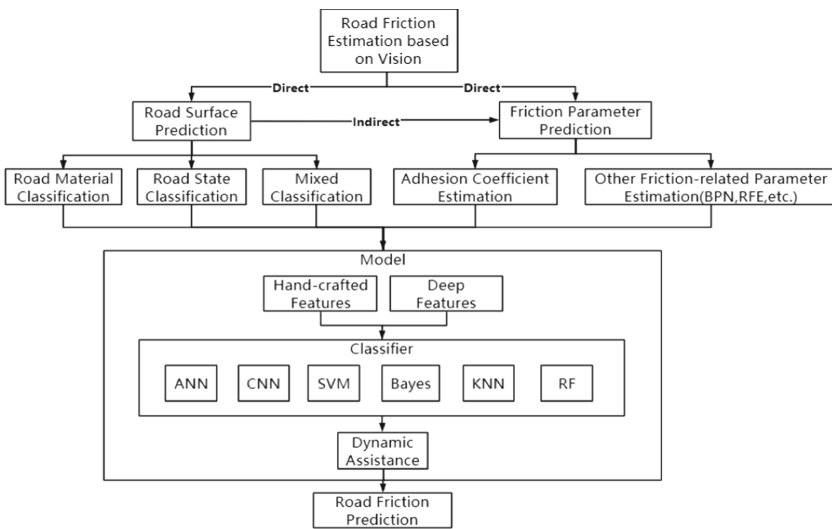 Road Friction
Estimation based
on Vision
Direct
Direct
Road Surface
Prediction
Indirect
Friction Parameter
Prediction
Road Material
Classification
Road State
Classification
Mixed
Classification
Adhesion Coefficient
Estimation
Other Friction-related Parameter
Estimation(BPN,RFE,etc.)
Model
Hand-crafted
Features
Deep
Features
Classifier
ANN
CNN
SVM
Bayes
KNN
RF
Dynamic
Assistance
Road Friction
Prediction